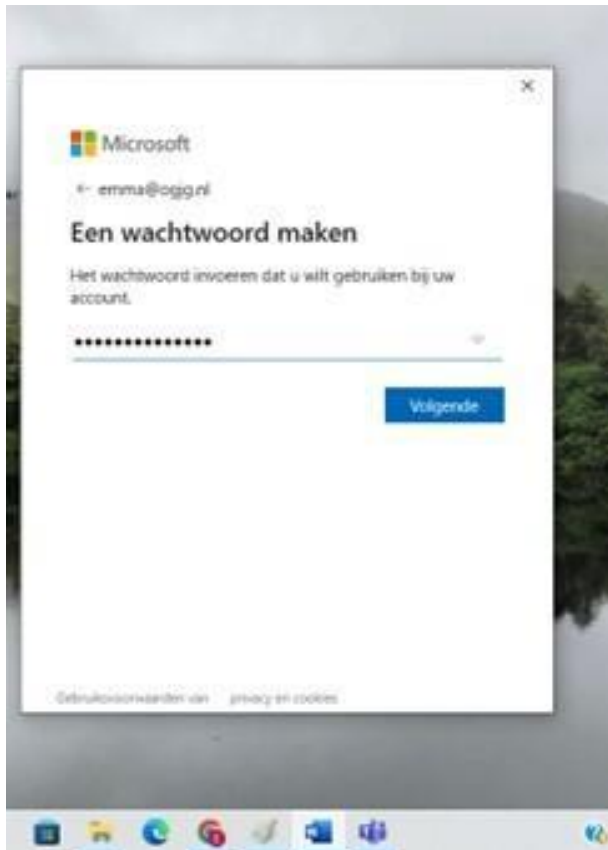 Microsoft
← emma@ogjg.nl
Een wachtwoord maken
Het wachtwoord invoeren dat u wilt gebruiken bij uw
account.
••••••••••••••
Volgende
Gebruiksvoorwaarden van privacy en cookies